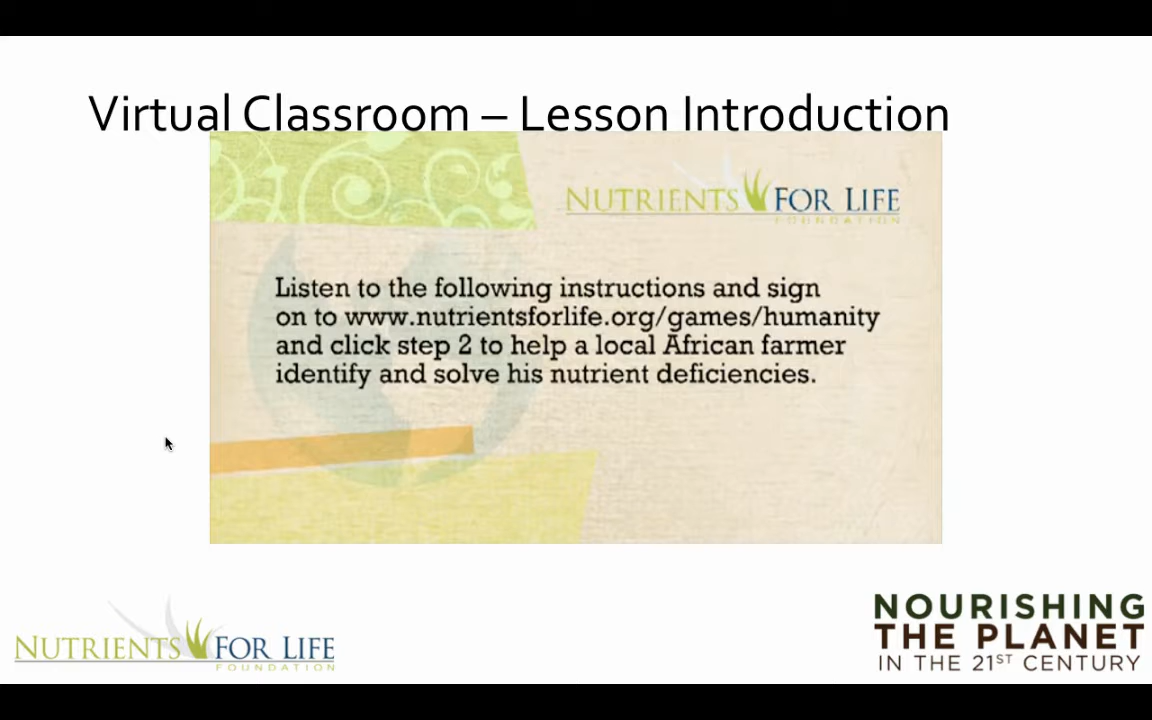 Virtual Classroom – Lesson Introduction
NUTRIENTS FOR LIFE
FOUNDATION
Listen to the following instructions and sign
on to www.nutrientsforlife.org/games/humanity
and click step 2 to help a local African farmer
identify and solve his nutrient deficiencies.
NUTRIENTS FOR LIFE
FOUNDATION
NOURISHING
THE PLANET
IN THE 21ST CENTURY